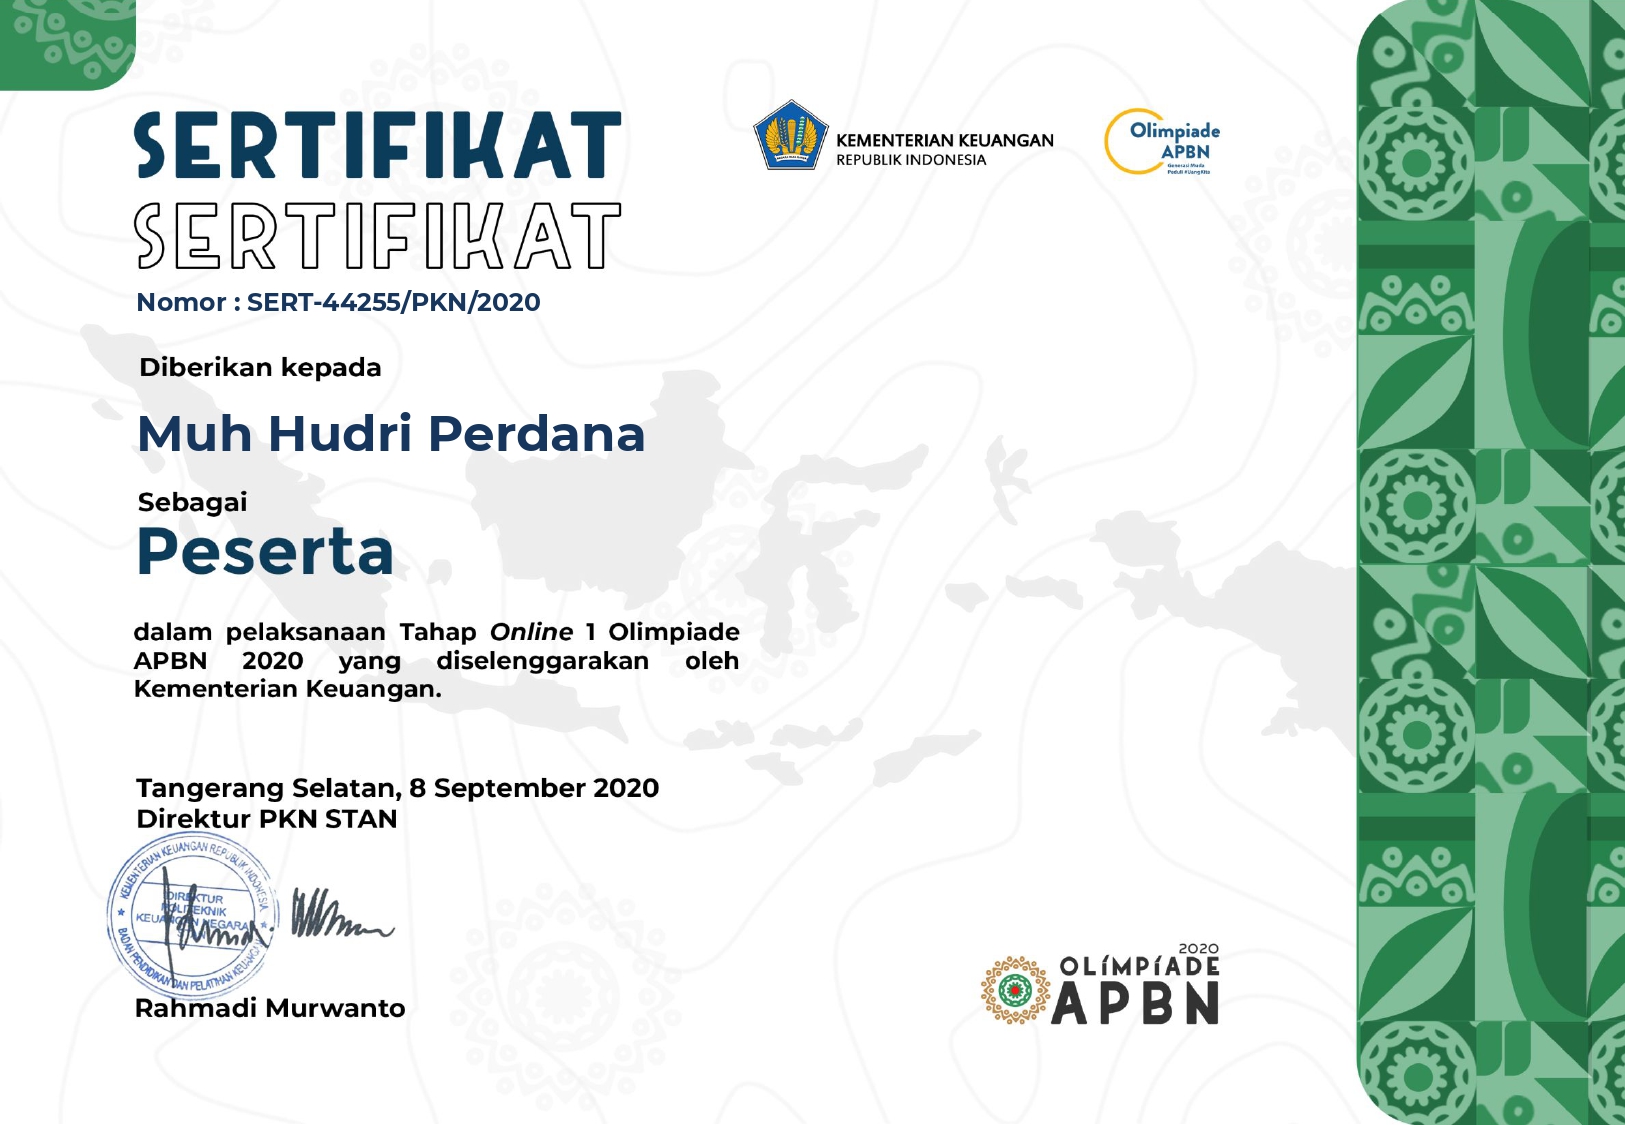 SERTIFIKAT
SERTIFIKAT
Nomor : SERT-44255/PKN/2020
KEMENTERIAN KEUANGAN
REPUBLIK INDONESIA
Olimpiade
APBN
Generasi Muda
Peduli #UangKita
Diberikan kepada
Muh Hudri Perdana
Sebagai
Peserta
dalam pelaksanaan Tahap Online 1 Olimpiade
APBN 2020 yang diselenggarakan oleh
Kementerian Keuangan.
Tangerang Selatan, 8 September 2020
Direktur PKN STAN
KEMENTERIAN KEUANGAN REPUBLIK INDONESIA
DIREKTUR
POLITEKNIK
KEUANGAN NEGARA
STAN
BADAN PENDIDIKAN DAN PELATIHAN KEUANGAN
Rahmadi Murwanto
2020
OLíMPíADE
APBN